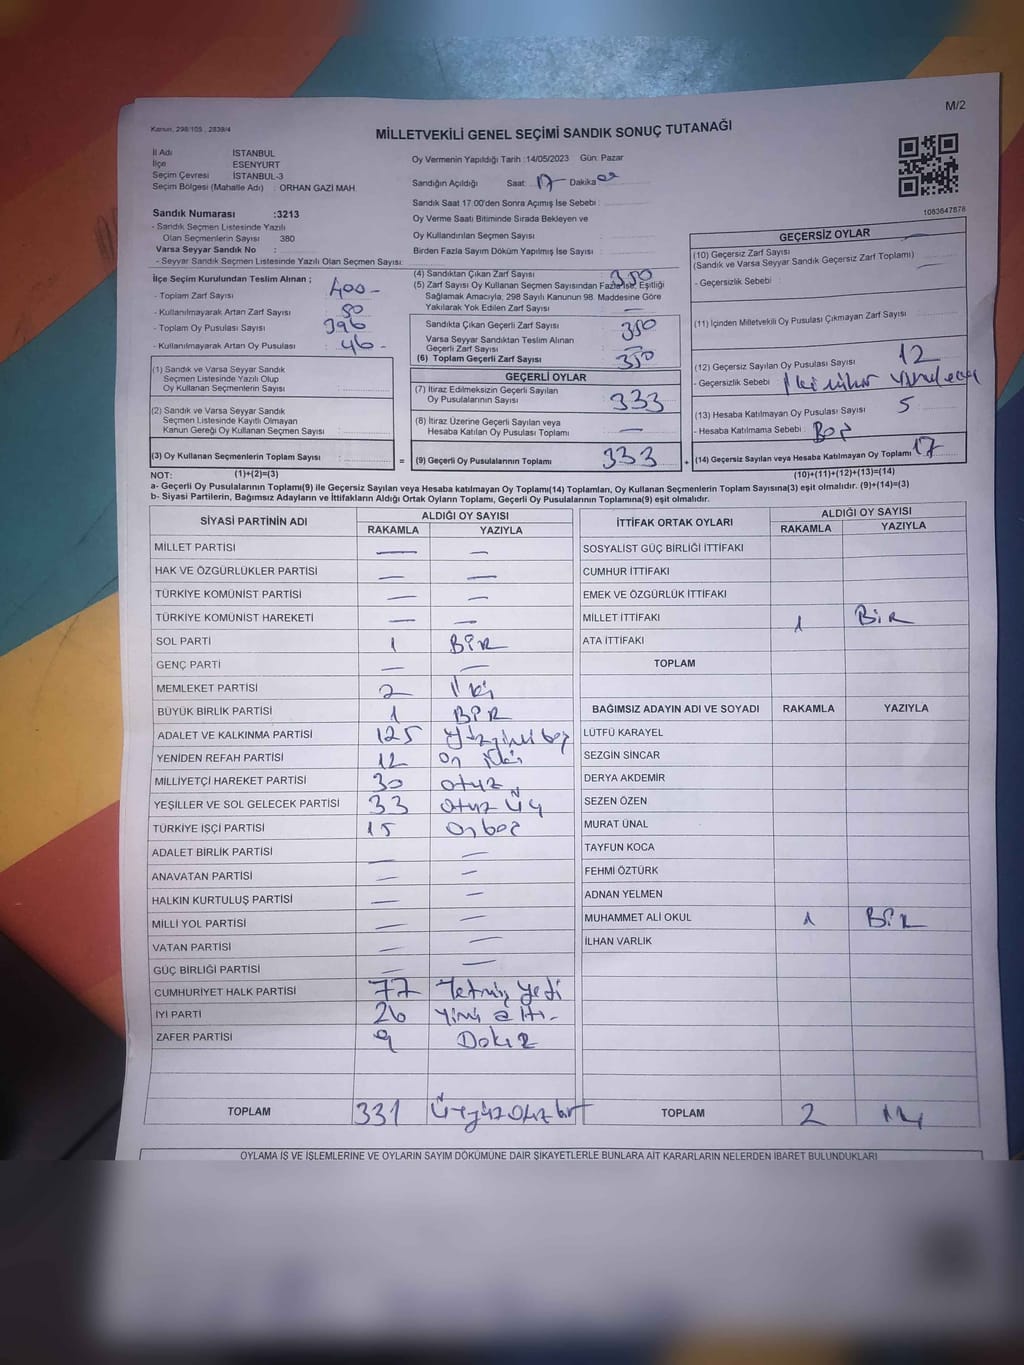 M/2
Kanun, 298/105 , 2839/4
MİLLETVEKİLİ GENEL SEÇİMİ SANDIK SONUÇ TUTANAĞI
İl Adı İSTANBUL
İlçe ESENYURT
Seçim Çevresi İSTANBUL-3
Seçim Bölgesi (Mahalle Adı) : ORHAN GAZİ MAH.
Sandık Numarası :3213
- Sandık Seçmen Listesinde Yazılı
Olan Seçmenlerin Sayısı 380
Varsa Seyyar Sandık No :
- Seyyar Sandık Seçmen Listesinde Yazılı Olan Seçmen Sayısı:
Oy Vermenin Yapıldığı Tarih :14/05/2023 Gün: Pazar
Sandığın Açıldığı Saat: 17 Dakika
Sandık Saat 17:00'den Sonra Açımış İse Sebebi :
Oy Verme Saati Bitiminde Sırada Bekleyen ve
Oy Kullandırılan Seçmen Sayısı :
Birden Fazla Sayım Döküm Yapılmış İse Sayısı :
1083647878
İlçe Seçim Kurulundan Teslim Alınan ;
- Toplam Zarf Sayısı : 400-
- Kullanılmayarak Artan Zarf Sayısı : 50
- Toplam Oy Pusulası Sayısı : 396
- Kullanılmayarak Artan Oy Pusulası : 46-
(1) Sandık ve Varsa Seyyar Sandık
Seçmen Listesinde Yazılı Olup
Oy Kullanan Seçmenlerin Sayısı :
(2) Sandık ve Varsa Seyyar Sandık
Seçmen Listesinde Kayıtlı Olmayan
Kanun Gereği Oy Kullanan Seçmen Sayısı :
(3) Oy Kullanan Seçmenlerin Toplam Sayısı :
(4) Sandıktan Çıkan Zarf Sayısı : 350
(5) Zarf Sayısı Oy Kullanan Seçmen Sayısından Fazla İse, Eşitliği
Sağlamak Amacıyla; 298 Sayılı Kanunun 98. Maddesine Göre
Yakılarak Yok Edilen Zarf Sayısı : —
Sandıkta Çıkan Geçerli Zarf Sayısı : 350
Varsa Seyyar Sandıktan Teslim Alınan
Geçerli Zarf Sayısı : —
(6) Toplam Geçerli Zarf Sayısı : 350
GEÇERLİ OYLAR
(7) İtiraz Edilmeksizin Geçerli Sayılan
Oy Pusulalarının Sayısı : 333
(8) İtiraz Üzerine Geçerli Sayılan veya
Hesaba Katılan Oy Pusulası Toplamı : —
= (9) Geçerli Oy Pusulalarının Toplamı : 333 +
GEÇERSİZ OYLAR
(10) Geçersiz Zarf Sayısı : —
(Sandık ve Varsa Seyyar Sandık Geçersiz Zarf Toplamı)
- Geçersizlik Sebebi : —
(11) İçinden Milletvekili Oy Pusulası Çıkmayan Zarf Sayısı :
(12) Geçersiz Sayılan Oy Pusulası Sayısı : 12
- Geçersizlik Sebebi :
(13) Hesaba Katılmayan Oy Pusulası Sayısı : 5
- Hesaba Katılmama Sebebi : Boş
(14) Geçersiz Sayılan veya Hesaba Katılmayan Oy Toplamı : 17
NOT: (1)+(2)=(3) (10)+(11)+(12)+(13)=(14)
a- Geçerli Oy Pusulalarının Toplamı(9) ile Geçersiz Sayılan veya Hesaba katılmayan Oy Toplamı(14) Toplamları, Oy Kullanan Seçmenlerin Toplam Sayısına(3) eşit olmalıdır. (9)+(14)=(3)
b- Siyasi Partilerin, Bağımsız Adayların ve İttifakların Aldığı Ortak Oyların Toplamı, Geçerli Oy Pusulalarının Toplamına(9) eşit olmalıdır.
SİYASİ PARTİNİN ADI ALDIĞI OY SAYISI
RAKAMLA YAZIYLA
MİLLET PARTİSİ — —
HAK VE ÖZGÜRLÜKLER PARTİSİ — —
TÜRKİYE KOMÜNİST PARTİSİ — —
TÜRKİYE KOMÜNİST HAREKETİ — —
SOL PARTİ 1 BİR
GENÇ PARTİ — —
MEMLEKET PARTİSİ 2 İki
BÜYÜK BİRLİK PARTİSİ 1 BİR
ADALET VE KALKINMA PARTİSİ 125 Yüzyirmi beş
YENİDEN REFAH PARTİSİ 12 On iki
MİLLİYETÇİ HAREKET PARTİSİ 30 otuz
YEŞİLLER VE SOL GELECEK PARTİSİ 33 otuz üç
TÜRKİYE İŞÇİ PARTİSİ 15 Onbeş
ADALET BİRLİK PARTİSİ — —
ANAVATAN PARTİSİ — —
HALKIN KURTULUŞ PARTİSİ — —
MİLLİ YOL PARTİSİ — —
VATAN PARTİSİ — —
GÜÇ BİRLİĞİ PARTİSİ — —
CUMHURİYET HALK PARTİSİ 77 Yetmiş yedi
İYİ PARTİ 26 Yirmi altı-
ZAFER PARTİSİ 9 Dokuz
TOPLAM 331 Üçyüzotuzbir
İTTİFAK ORTAK OYLARI ALDIĞI OY SAYISI
RAKAMLA YAZIYLA
SOSYALİST GÜÇ BİRLİĞİ İTTİFAKI
CUMHUR İTTİFAKI
EMEK VE ÖZGÜRLÜK İTTİFAKI
MİLLET İTTİFAKI 1 BİR
ATA İTTİFAKI
TOPLAM
BAĞIMSIZ ADAYIN ADI VE SOYADI RAKAMLA YAZIYLA
LÜTFÜ KARAYEL
SEZGİN SİNCAR
DERYA AKDEMİR
SEZEN ÖZEN
MURAT ÜNAL
TAYFUN KOCA
FEHMİ ÖZTÜRK
ADNAN YELMEN
MUHAMMET ALİ OKUL 1 BİR
İLHAN VARLIK
TOPLAM 2 iki
OYLAMA İŞ VE İŞLEMLERİNE VE OYLARIN SAYIM DÖKÜMÜNE DAİR ŞİKAYETLERLE BUNLARA AİT KARARLARIN NELERDEN İBARET BULUNDUKLARI